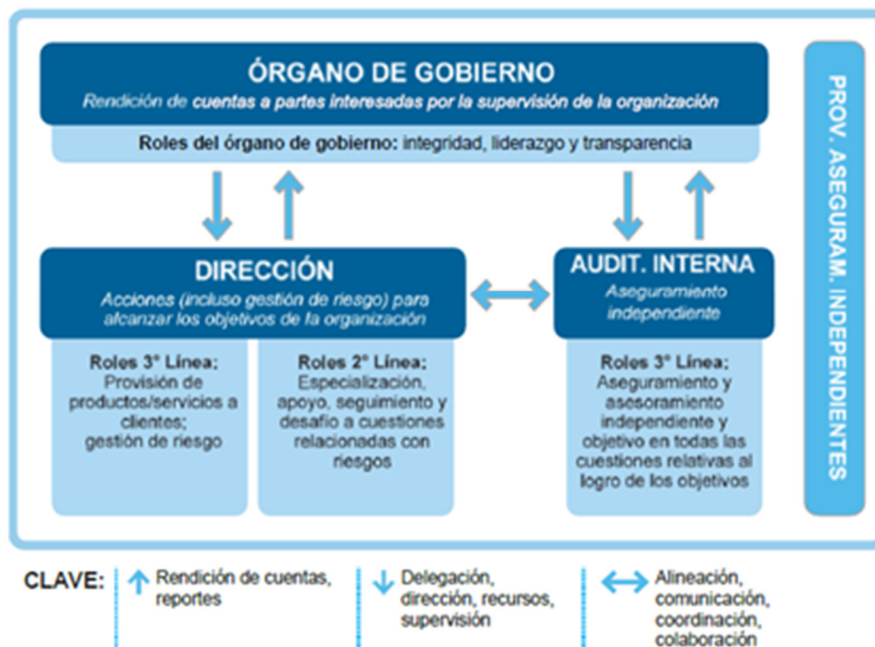 ÓRGANO DE GOBIERNO
Rendición de cuentas a partes interesadas por la supervisión de la organización
Roles del órgano de gobierno: integridad, liderazgo y transparencia
DIRECCIÓN
Acciones (incluso gestión de riesgo) para
alcanzar los objetivos de la organización
Roles 3° Línea:
Provisión de
productos/servicios a
clientes;
gestión de riesgo
Roles 2° Línea:
Especialización,
apoyo, seguimiento y
desafío a cuestiones
relacionadas con
riesgos
AUDIT. INTERNA
Aseguramiento
independiente
Roles 3° Línea:
Aseguramiento y
asesoramiento
independiente y
objetivo en todas las
cuestiones relativas al
logro de los objetivos
PROV. ASEGURAM. INDEPENDIENTES
CLAVE:
Rendición de cuentas,
reportes
Delegación,
dirección, recursos,
supervisión
Alineación,
comunicación,
coordinación,
colaboración